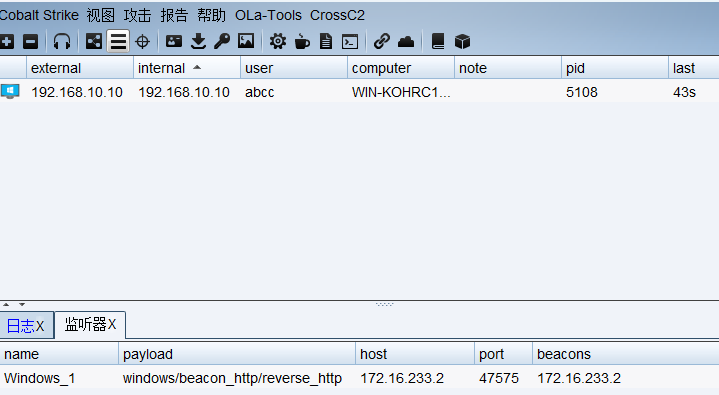 Cobalt Strike 视图 攻击 报告 帮助 OLa-Tools CrossC2
external internal user computer note pid last
192.168.10.10 192.168.10.10 abcc WIN-KOHRC1... 5108 43s
日志X 监听器X
name payload host port beacons
Windows_1 windows/beacon_http/reverse_http 172.16.233.2 47575 172.16.233.2